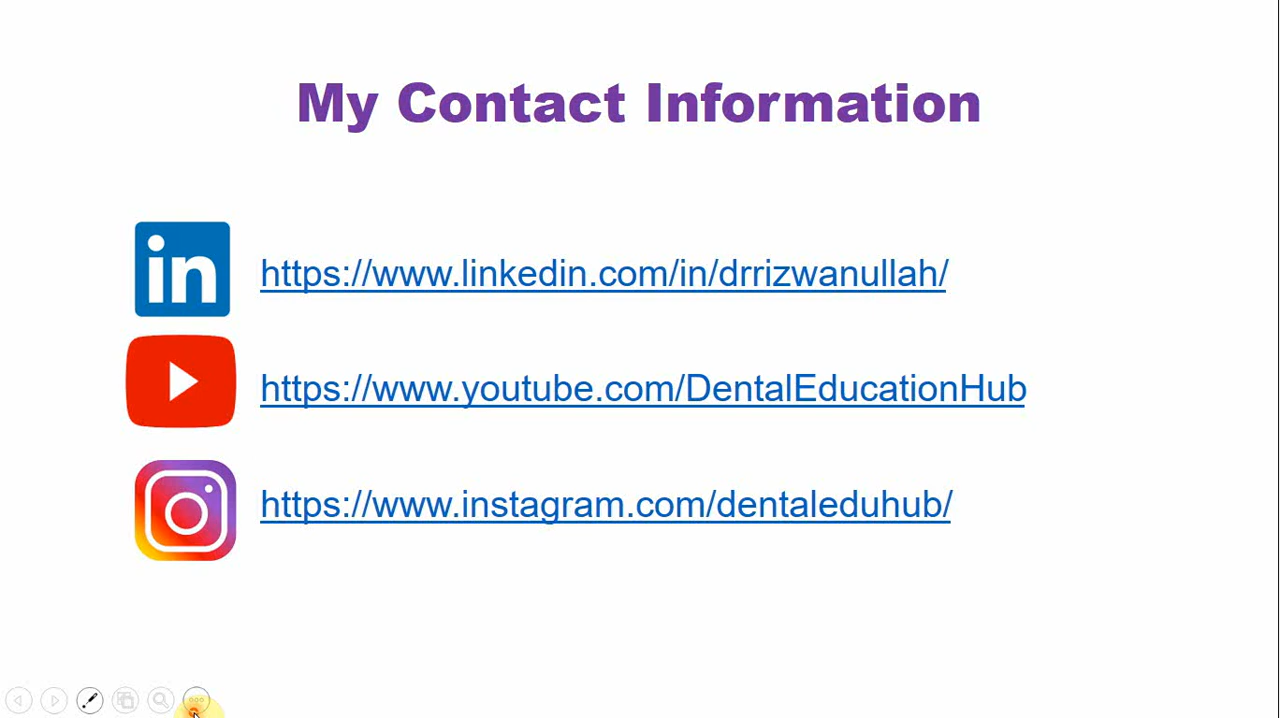 My Contact Information
in
https://www.linkedin.com/in/drrizwanullah/
https://www.youtube.com/DentalEducationHub
https://www.instagram.com/dentaleduhub/